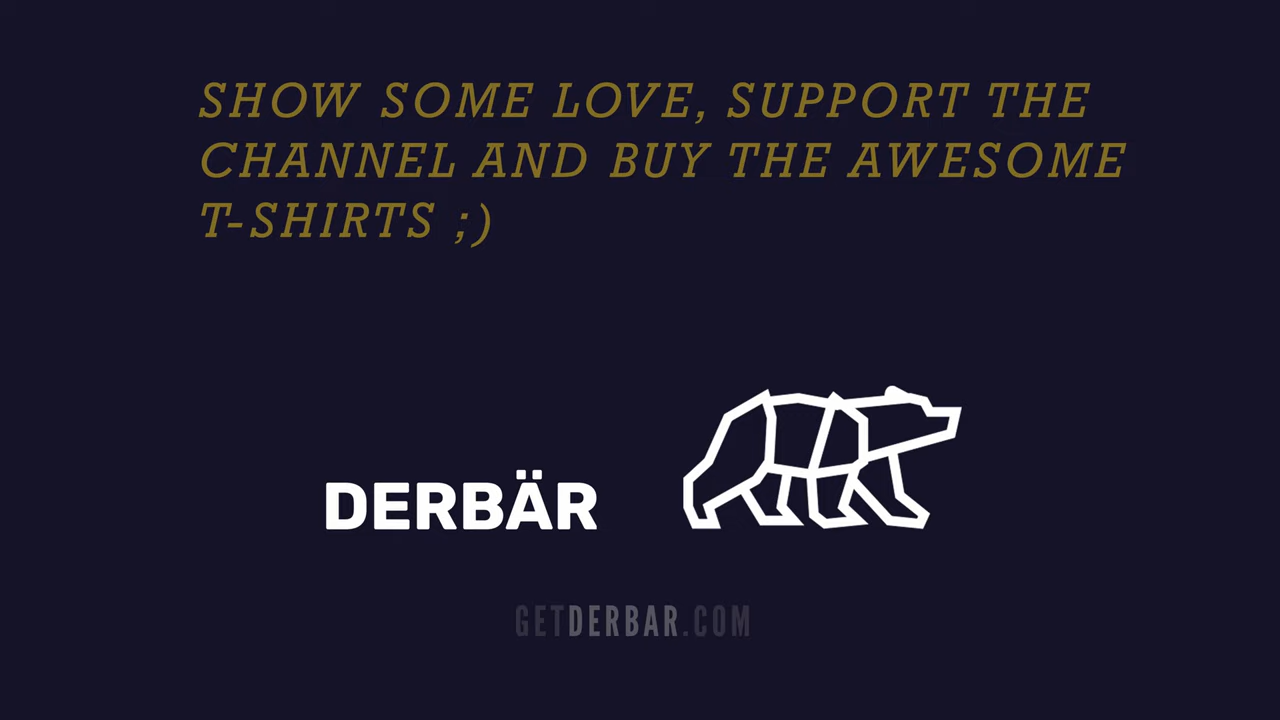 SHOW SOME LOVE, SUPPORT THE
CHANNEL AND BUY THE AWESOME
T-SHIRTS ;)
DERBÄR
GETDERBAR.COM